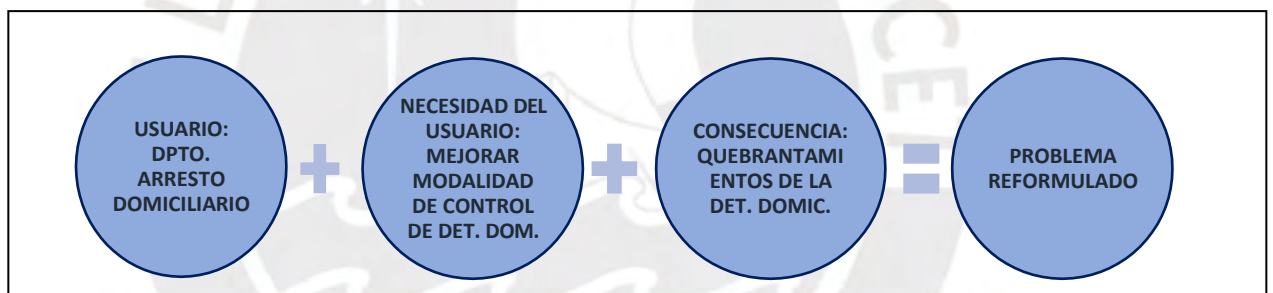 USUARIO:
DPTO.
ARRESTO
DOMICILIARIO
NECESIDAD DEL
USUARIO:
MEJORAR
MODALIDAD
DE CONTROL
DE DET. DOM.
CONSECUENCIA:
QUEBRANTAMI
ENTOS DE LA
DET. DOMIC.
PROBLEMA
REFORMULADO